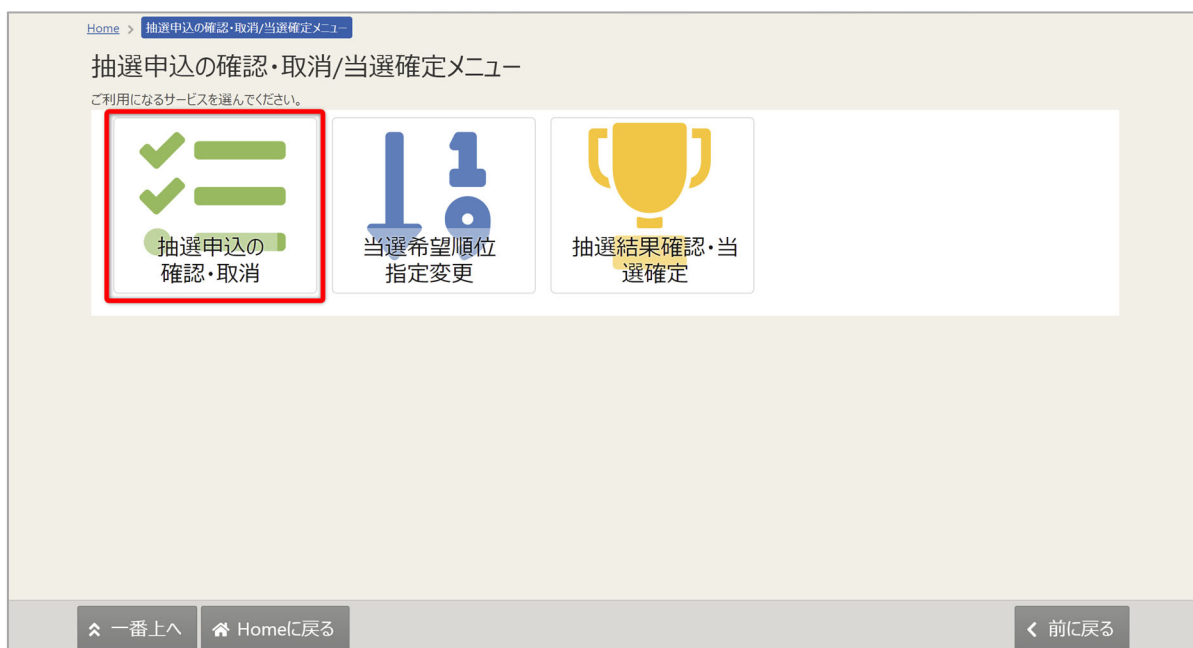 Home > 抽選申込の確認・取消/当選確定メニュー
抽選申込の確認・取消/当選確定メニュー
ご利用になるサービスを選んでください。
抽選申込の
確認・取消
当選希望順位
指定変更
抽選結果確認・当
選確定
一番上へ
Homeに戻る
前に戻る